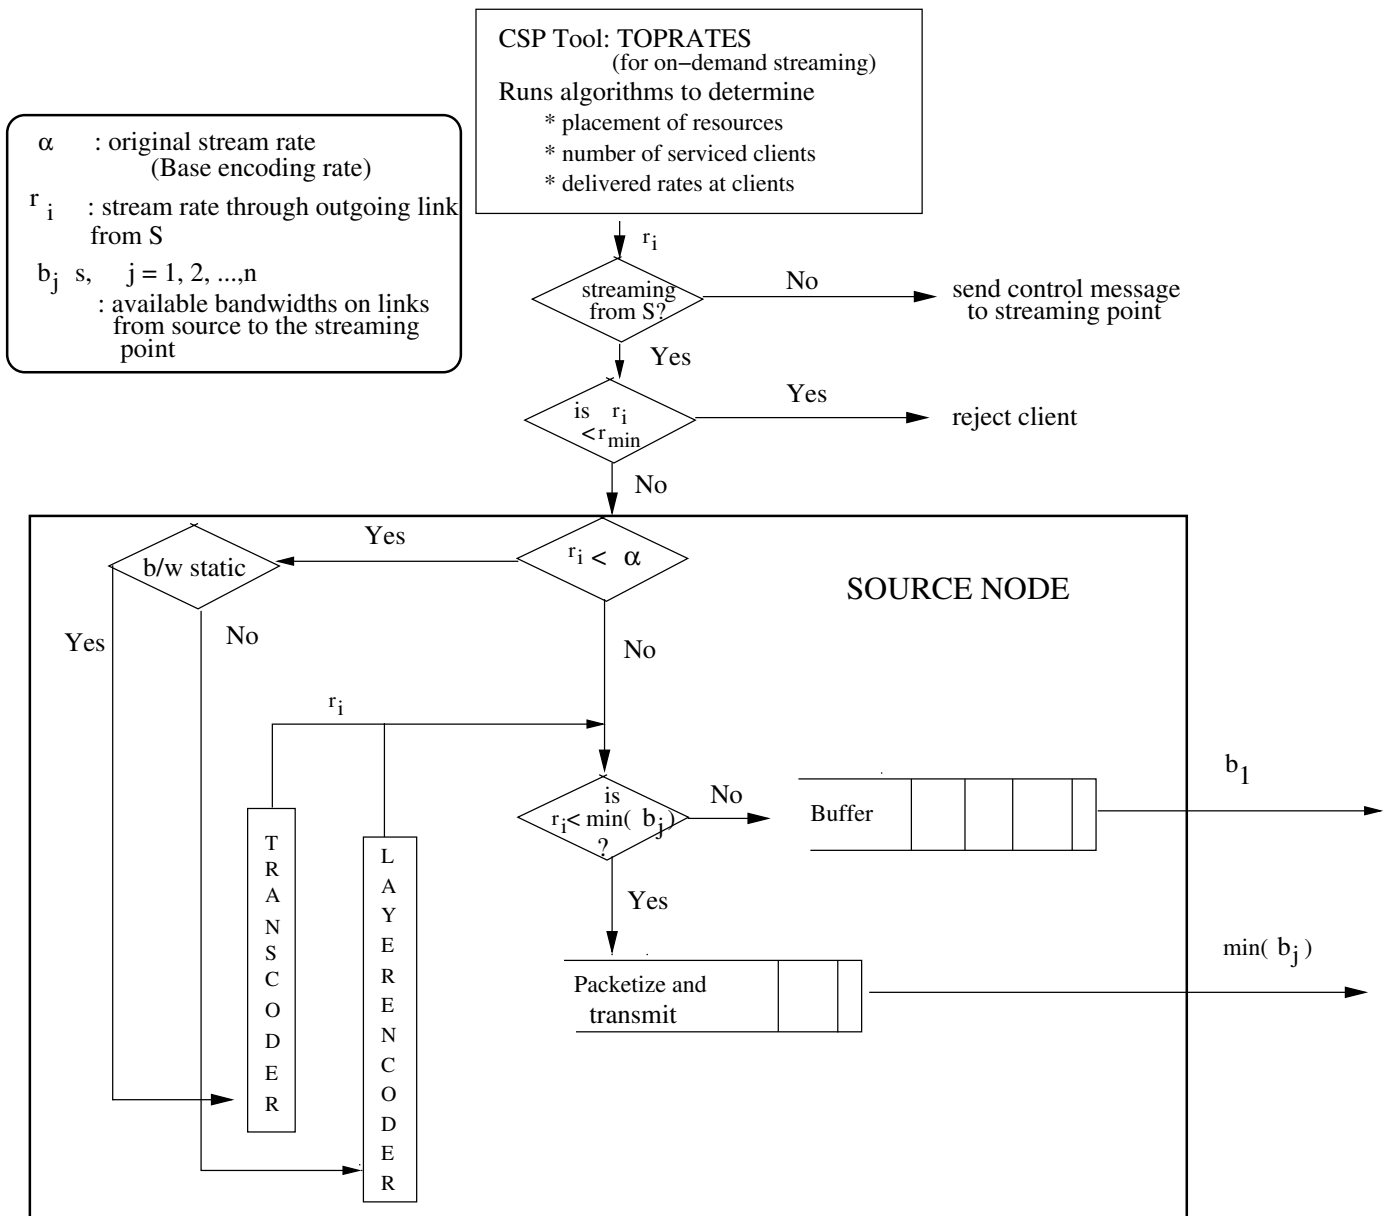 CSP Tool: TOPRATES
(for on−demand streaming)
Runs algorithms to determine
* placement of resources
* number of serviced clients
* delivered rates at clients
α : original stream rate
(Base encoding rate)
r i : stream rate through outgoing link
from S
b j s, j = 1, 2, ...,n
: available bandwidths on links
from source to the streaming
point
r i
streaming
from S?
No
send control message
to streaming point
Yes
is r i
< r min
Yes
reject client
No
r i < α
Yes
b/w static
SOURCE NODE
Yes
No
No
r i
is
r i < min( b j )
?
No
Buffer
b 1
Yes
Packetize and
transmit
min( b j )
TRANSCODER
LAYERENCODER